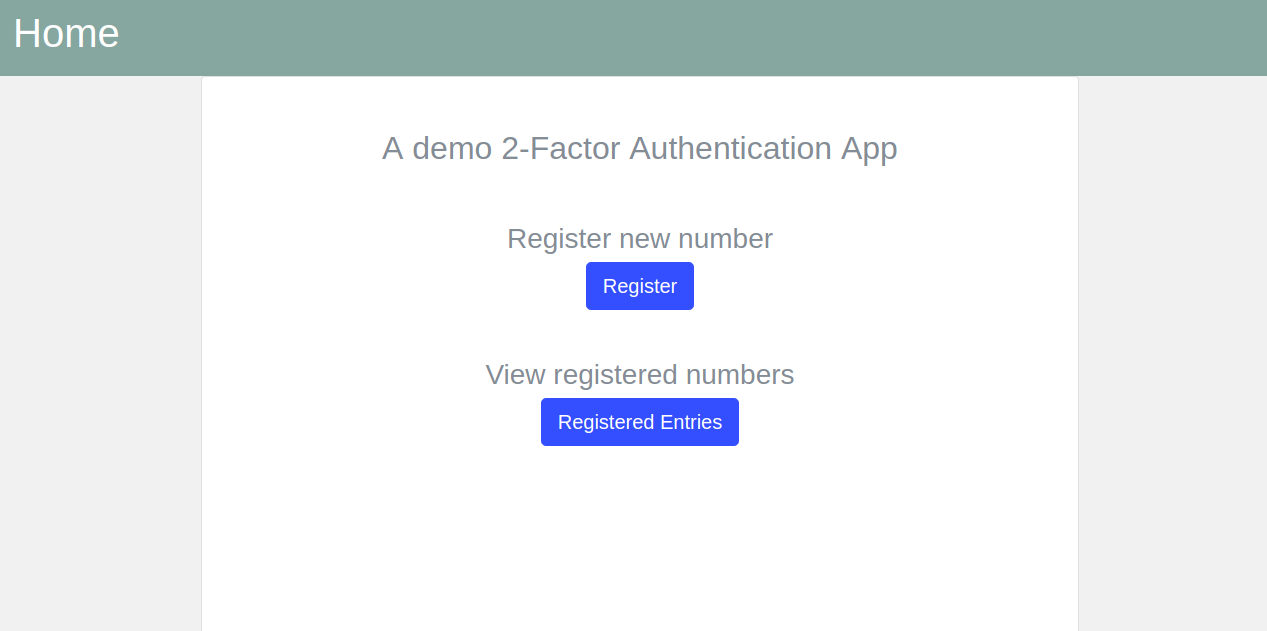 Home
A demo 2-Factor Authentication App
Register new number
Register
View registered numbers
Registered Entries